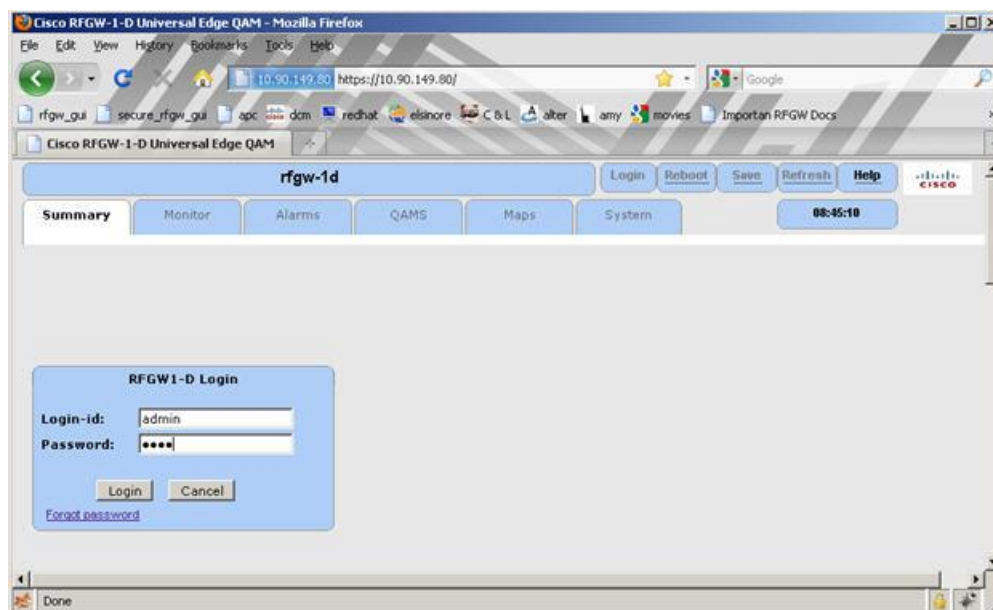 Cisco RFGW-1-D Universal Edge QAM - Mozilla Firefox
File Edit View History Bookmarks Tools Help
10.90.149.80 https://10.90.149.80/ Google
rfgw_gui secure_rfgw_gui apc dcm redhat elsinore C & L alter amy movies Importan RFGW Docs
Cisco RFGW-1-D Universal Edge QAM
rfgw-1d Login Reboot Save Refresh Help CISCO
Summary Monitor Alarms QAMS Maps System 08:45:10
RFGW1-D Login
Login-id: admin
Password: ••••
Login Cancel
Forgot password
Done